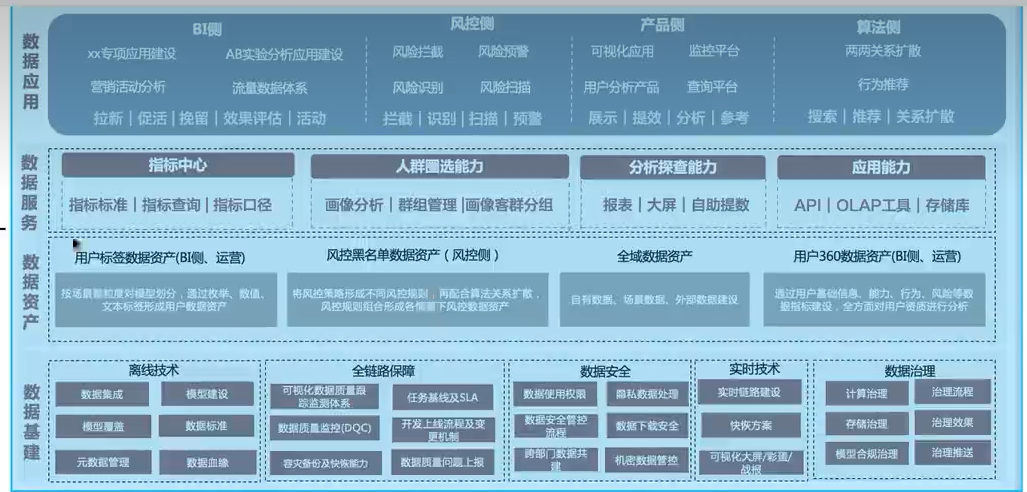 数据应用
BI侧
风控侧
产品侧
算法侧
xx专项应用建设
AB实验分析应用建设
风险拦截
风险预警
可视化应用
监控平台
两两关系扩散
营销活动分析
流量数据体系
风险识别
风险扫描
用户分析产品
查询平台
行为推荐
拉新｜促活｜挽留｜效果评估｜活动
拦截｜识别｜扫描｜预警
展示｜提效｜分析｜参考
搜索｜推荐｜关系扩散
数据服务
指标中心
人群圈选能力
分析探查能力
应用能力
指标标准｜指标查询｜指标口径
画像分析｜群组管理｜画像客群分组
报表｜大屏｜自助提数
API｜OLAP工具｜存储库
数据资产
用户标签数据资产(BI侧、运营)
风控黑名单数据资产（风控侧）
全域数据资产
用户360数据资产(BI侧、运营)
按场景颗粒度对模型划分，通过枚举、数值、
文本标签形成用户数据资产
将风控策略形成不同风控规则，再配合算法关系扩散，
风控规则组合形成各情景下风控数据资产
自有数据、场景数据、外部数据建设
通过用户基础信息、能力、行为、风险等数
据指标建设，全方面对用户资质进行分析
数据基建
离线技术
全链路保障
数据安全
实时技术
数据治理
数据集成
模型建设
模型覆盖
数据标准
元数据管理
数据血缘
可视化数据质量跟
踪监测体系
任务基线及SLA
数据质量监控(DQC)
开发上线流程及变
更机制
容灾备份及快恢能力
数据质量问题上报
数据使用权限
隐私数据处理
数据安全管控
流程
数据下载安全
跨部门数据共
建
机密数据管控
实时链路建设
快恢方案
可视化大屏/彩蛋/
战报
计算治理
治理流程
存储治理
治理效果
模型合规治理
治理推送